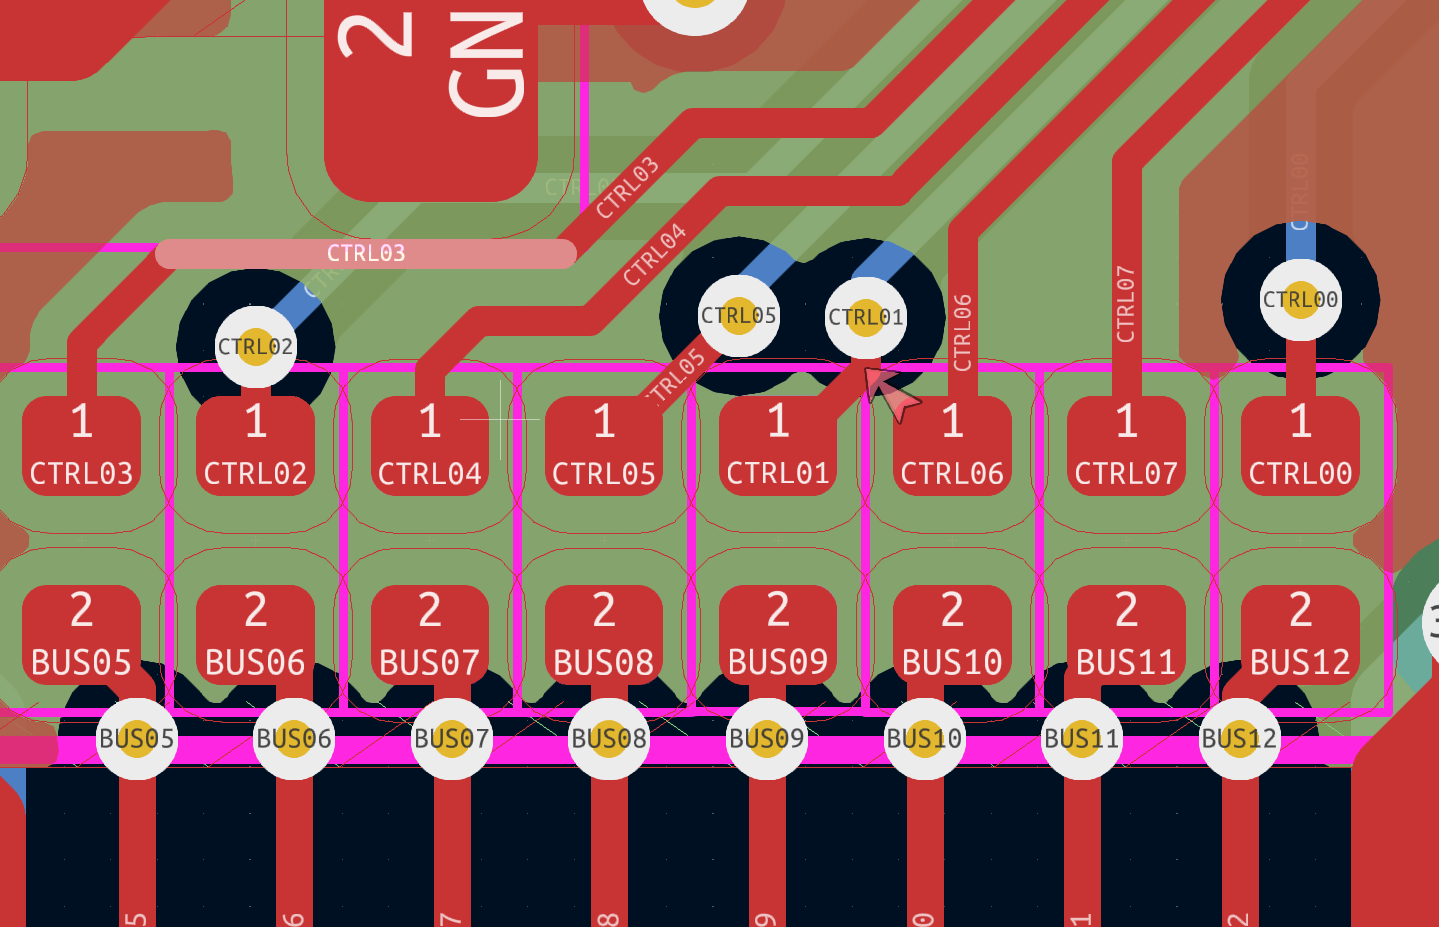 2
GN
CTRL03
CTRL04
CTRL03
CTRL02
CTRL05
CTRL01
CTRL06
CTRL07
CTRL00
CTRL00
CTRL05
1 1 1 1 1 1 1 1
CTRL03 CTRL02 CTRL04 CTRL05 CTRL01 CTRL06 CTRL07 CTRL00
2 2 2 2 2 2 2 2
BUS05 BUS06 BUS07 BUS08 BUS09 BUS10 BUS11 BUS12
BUS05 BUS06 BUS07 BUS08 BUS09 BUS10 BUS11 BUS12
5 6 7 8 9 0 1 2